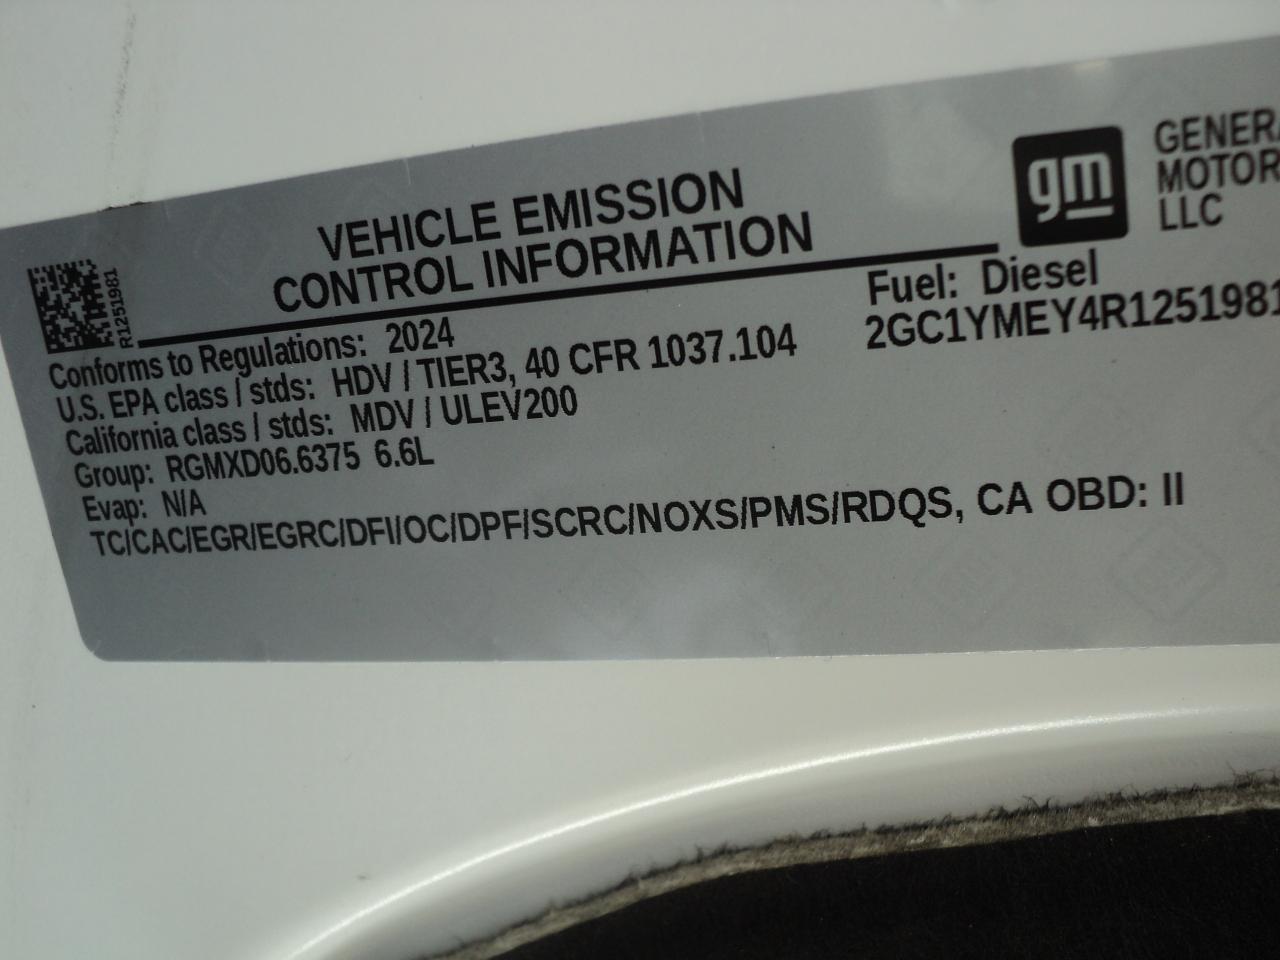 VEHICLE EMISSION
CONTROL INFORMATION
gm
GENERA
MOTOR
LLC
R1251981
Conforms to Regulations: 2024
Fuel: Diesel
U.S. EPA class / stds: HDV / TIER3, 40 CFR 1037.104
2GC1YMEY4R1251981
California class / stds: MDV / ULEV200
Group: RGMXD06.6375 6.6L
Evap: N/A
TC/CAC/EGR/EGRC/DFI/OC/DPF/SCRC/NOXS/PMS/RDQS, CA OBD: II